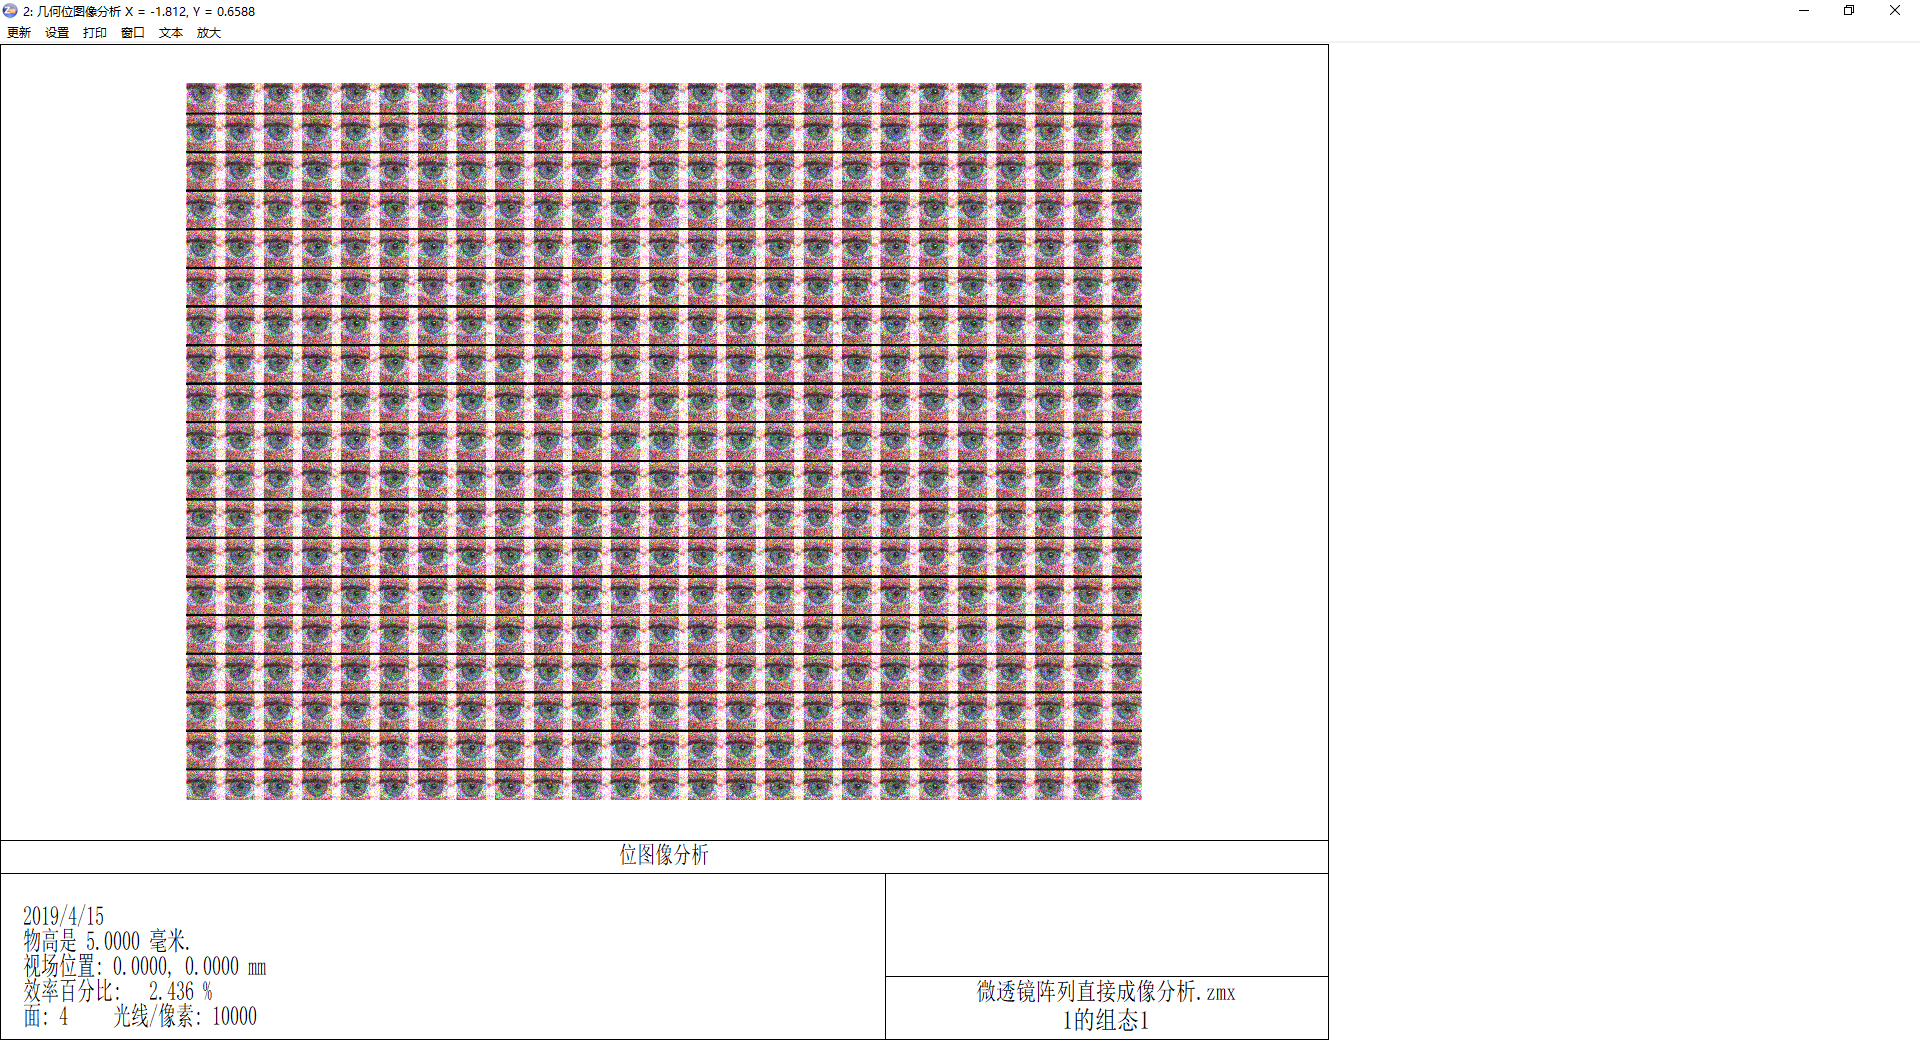 2: 几何位图像分析 X = -1.812, Y = 0.6588
更新 设置 打印 窗口 文本 放大
位图像分析
2019/4/15
物高是 5.0000 毫米.
视场位置: 0.0000, 0.0000 mm
效率百分比: 2.436 %
面: 4 光线/像素: 10000
微透镜阵列直接成像分析.zmx
1的组态1